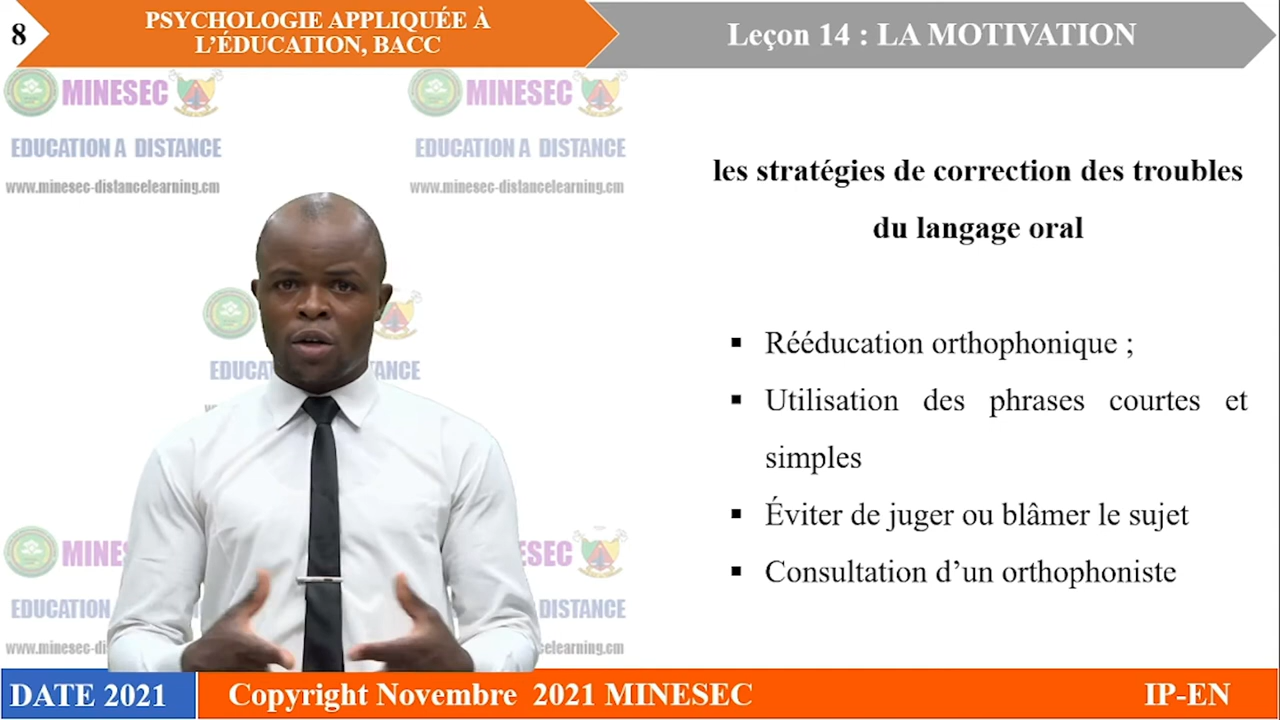 8
PSYCHOLOGIE APPLIQUÉE À
L’ÉDUCATION, BACC
Leçon 14 : LA MOTIVATION
MINESEC
MINESEC
EDUCATION A DISTANCE
EDUCATION A DISTANCE
www.minesec-distancelearning.cm
www.minesec-distancelearning.cm
les stratégies de correction des troubles
du langage oral
▪ Rééducation orthophonique ;
▪ Utilisation des phrases courtes et
simples
▪ Éviter de juger ou blâmer le sujet
▪ Consultation d’un orthophoniste
EDUCATION
DISTANCE
DATE 2021
Copyright Novembre 2021 MINESEC
IP-EN